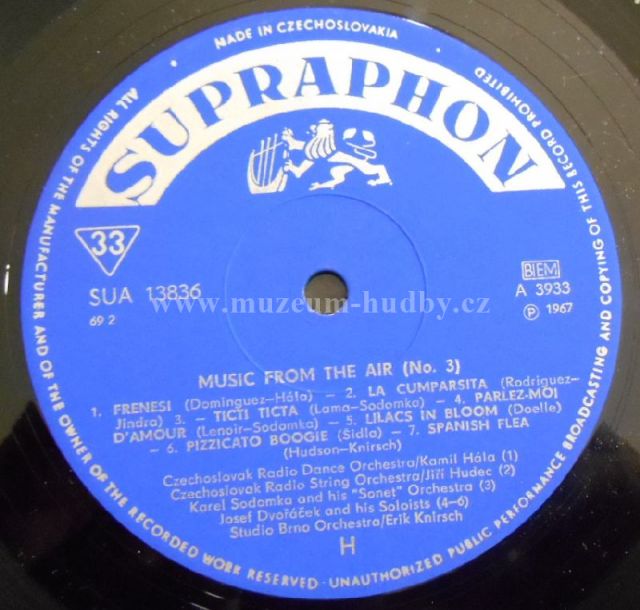 MADE IN CZECHOSLOVAKIA
ALL RIGHTS OF THE MANUFACTURER AND OF THE OWNER OF THE RECORDED WORK RESERVED - UNAUTHORIZED PUBLIC PERFORMANCE BROADCASTING AND COPYING OF THIS RECORD PROHIBITED
SUPRAPHON
33
SUA 13836
69 2
BIEM
A 3933
Ⓟ 1967
www.muzeum-hudby.cz
MUSIC FROM THE AIR (No. 3)
1. FRENESI (Dominguez–Hála) – 2. LA CUMPARSITA (Rodriguez–
Jindra) 3. – TICTI TICTA (Lama–Sodomka) – 4. PARLEZ-MOI
D'AMOUR (Lenoir–Sodomka) – 5. LILACS IN BLOOM (Doelle)
– 6. PIZZICATO BOOGIE (Šidlo) – 7. SPANISH FLEA
(Hudson–Knirsch)
Czechoslovak Radio Dance Orchestra/Kamil Hála (1)
Czechoslovak Radio String Orchestra/Jiří Hudec (2)
Karel Sodomka and his "Sonet" Orchestra (3)
Josef Dvořáček and his Soloists (4–6)
Studio Brno Orchestra/Erik Knirsch
H